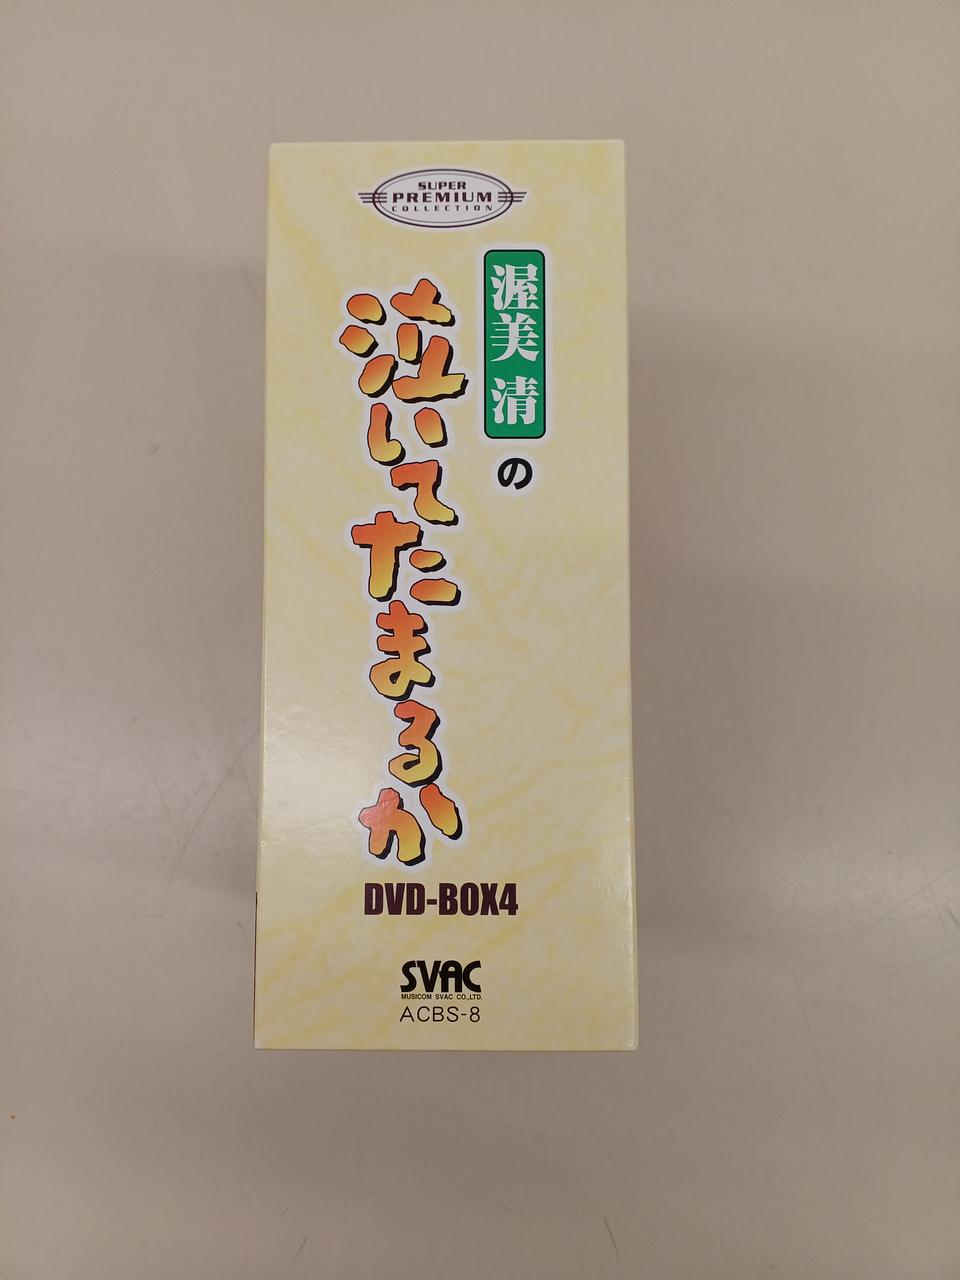 SUPER
PREMIUM
COLLECTION
渥美 清
の
泣いてたまるか
DVD-BOX4
SVAC
MUSICOM SVAC CO.,LTD.
ACBS-8